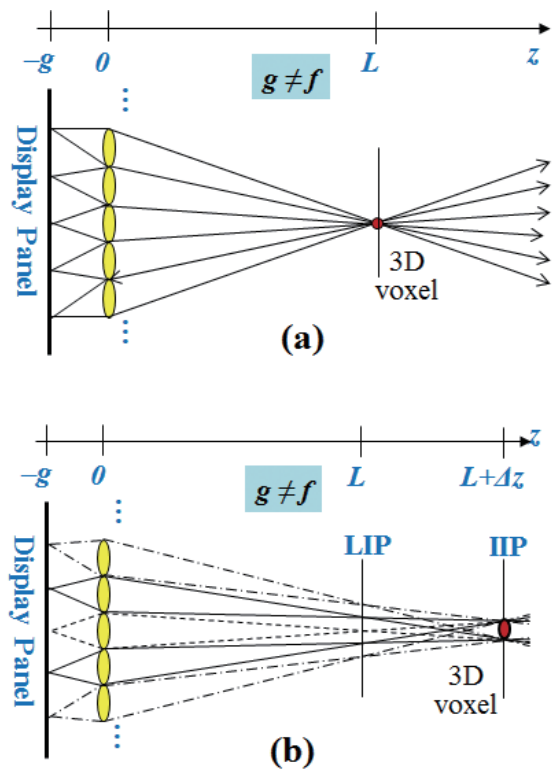 −g 0 L z
g ≠ f
...
Display Panel
3D
voxel
...
(a)
z
−g 0 L L+Δz
g ≠ f
...
LIP IIP
Display Panel
3D
voxel
...
(b)